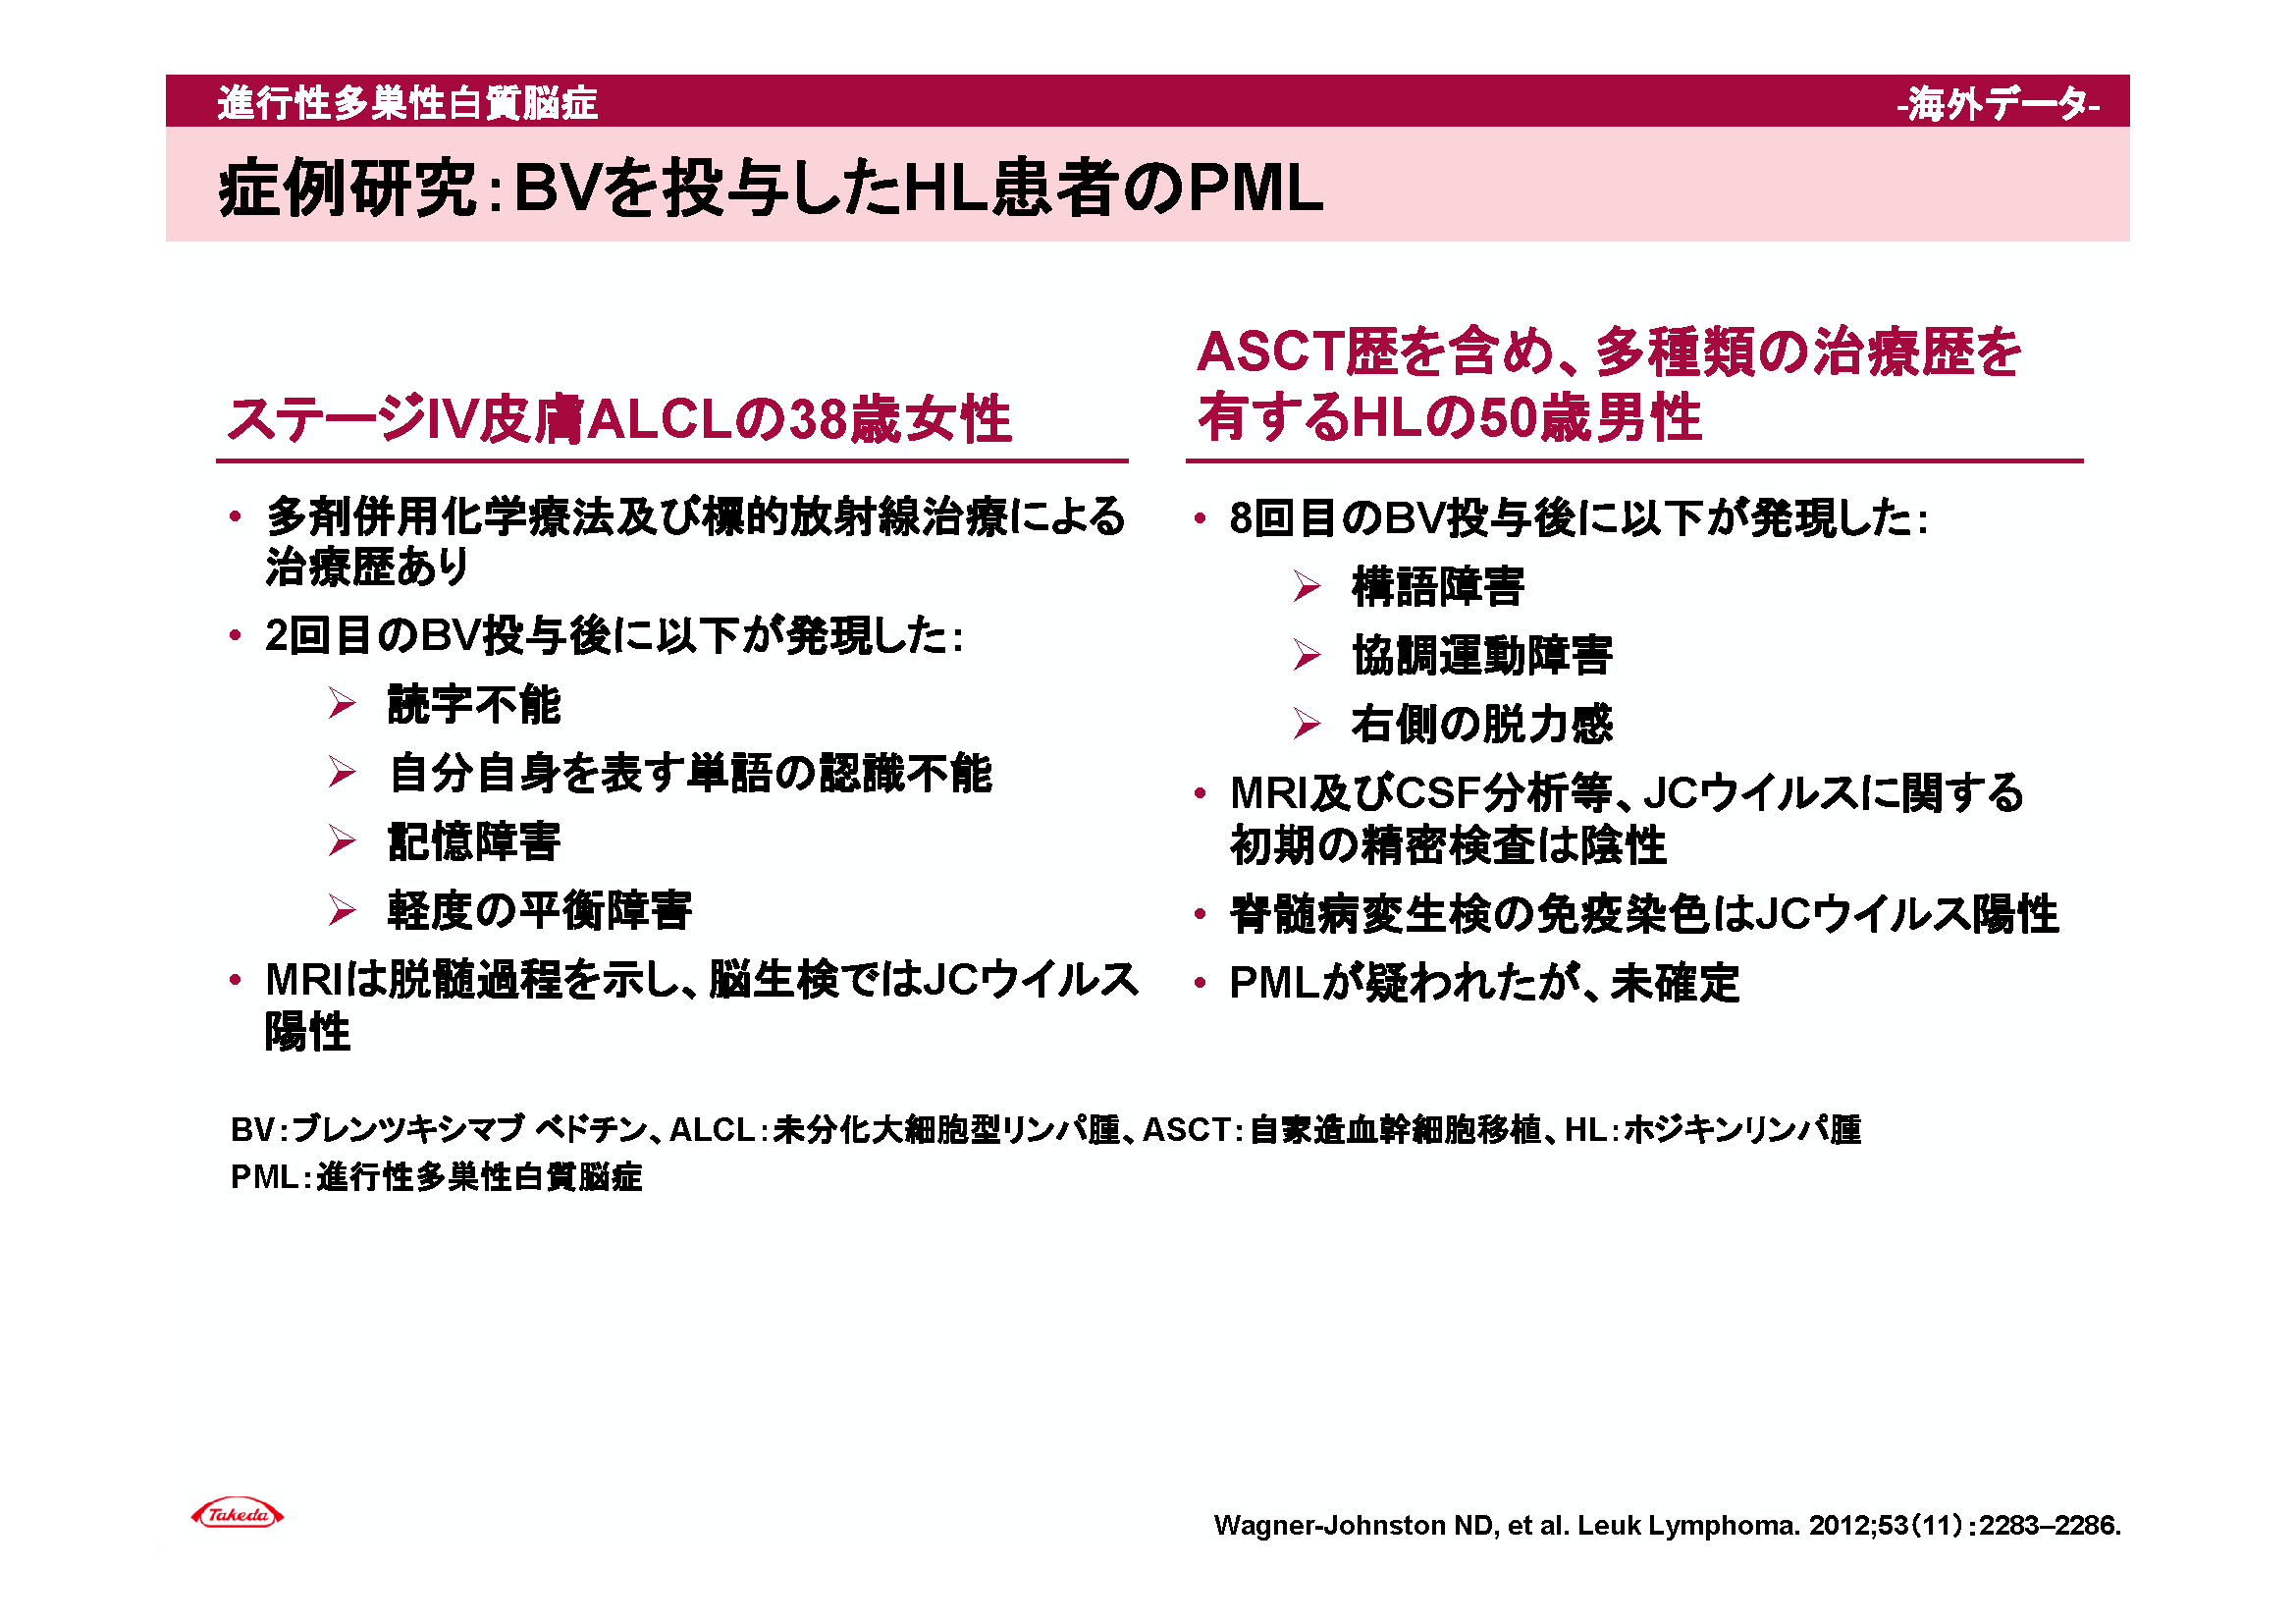 進行性多巣性白質脳症
-海外データ-
症例研究：BVを投与したHL患者のPML
ステージIV皮膚ALCLの38歳女性
• 多剤併用化学療法及び標的放射線治療による
治療歴あり
• 2回目のBV投与後に以下が発現した：
➢ 読字不能
➢ 自分自身を表す単語の認識不能
➢ 記憶障害
➢ 軽度の平衡障害
• MRIは脱髄過程を示し、脳生検ではJCウイルス
陽性
ASCT歴を含め、多種類の治療歴を
有するHLの50歳男性
• 8回目のBV投与後に以下が発現した：
➢ 構語障害
➢ 協調運動障害
➢ 右側の脱力感
• MRI及びCSF分析等、JCウイルスに関する
初期の精密検査は陰性
• 脊髄病変生検の免疫染色はJCウイルス陽性
• PMLが疑われたが、未確定
BV：ブレンツキシマブ ベドチン、ALCL：未分化大細胞型リンパ腫、ASCT：自家造血幹細胞移植、HL：ホジキンリンパ腫
PML：進行性多巣性白質脳症
Takeda
Wagner-Johnston ND, et al. Leuk Lymphoma. 2012;53（11）：2283–2286.